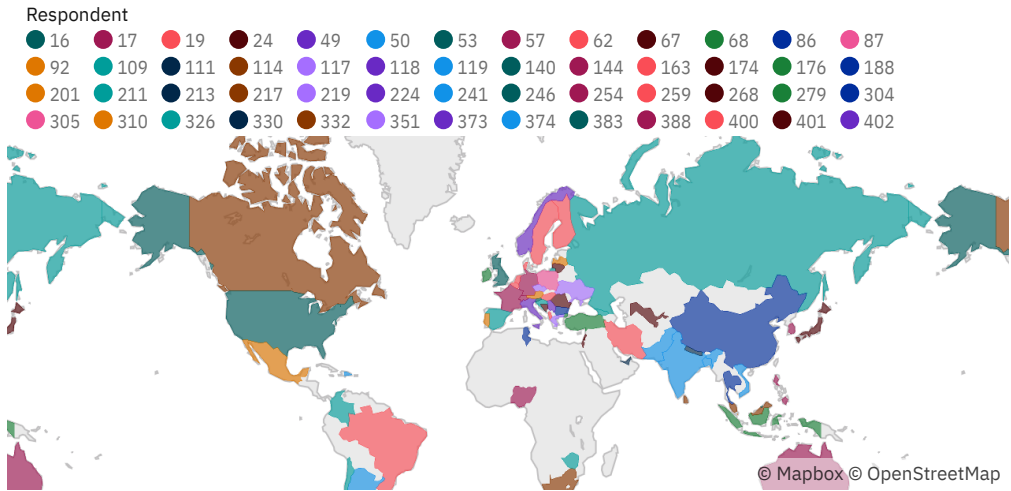 Respondent
16 17 19 24 49 50 53 57 62 67 68 86 87
92 109 111 114 117 118 119 140 144 163 174 176 188
201 211 213 217 219 224 241 246 254 259 268 279 304
305 310 326 330 332 351 373 374 383 388 400 401 402
© Mapbox © OpenStreetMap